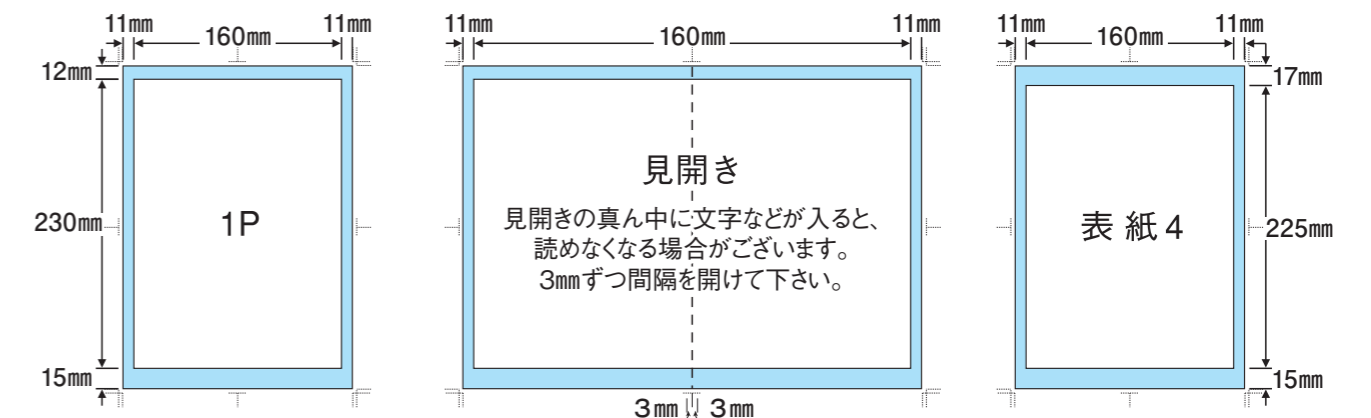 11mm
160mm
11mm
12mm
230mm
15mm
1P
11mm
160mm
11mm
見開き
見開きの真ん中に文字などが入ると、
読めなくなる場合がございます。
3mmずつ間隔を開けて下さい。
3mm
3mm
11mm
160mm
11mm
17mm
表紙4
225mm
15mm